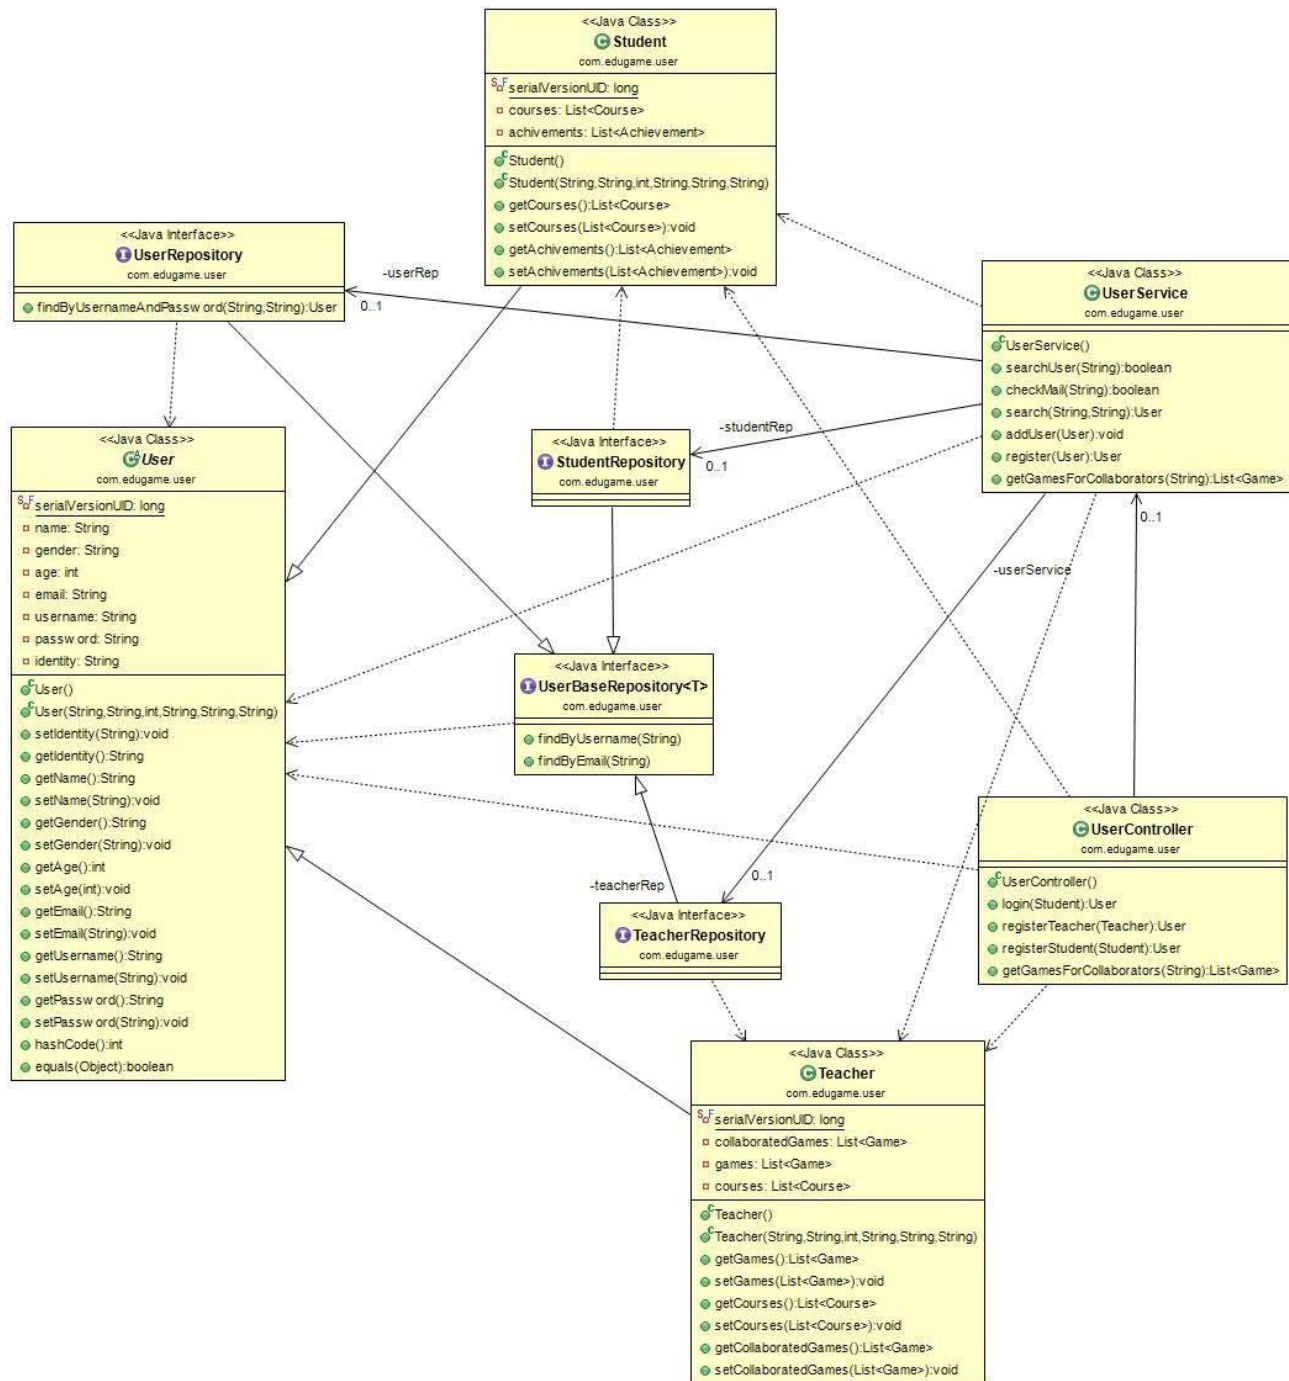 <<Java Class>>
Student
com.edugame.user
serialVersionUID: long
courses: List<Course>
achivements: List<Achievement>
Student()
Student(String,String,int,String,String,String)
getCourses():List<Course>
setCourses(List<Course>):void
getAchivements():List<Achievement>
setAchivements(List<Achievement>):void
<<Java Interface>>
UserRepository
com.edugame.user
findByUsernameAndPassword(String,String):User
-userRep
0..1
<<Java Class>>
UserService
com.edugame.user
UserService()
searchUser(String):boolean
checkMail(String):boolean
search(String,String):User
addUser(User):void
register(User):User
getGamesForCollaborators(String):List<Game>
-studentRep
0..1
0..1
-userService
<<Java Class>>
User
com.edugame.user
serialVersionUID: long
name: String
gender: String
age: int
email: String
username: String
password: String
identity: String
User()
User(String,String,int,String,String,String)
setIdentity(String):void
getIdentity():String
getName():String
setName(String):void
getGender():String
setGender(String):void
getAge():int
setAge(int):void
getEmail():String
setEmail(String):void
getUsername():String
setUsername(String):void
getPassword():String
setPassword(String):void
hashCode():int
equals(Object):boolean
<<Java Interface>>
StudentRepository
com.edugame.user
<<Java Interface>>
UserBaseRepository<T>
com.edugame.user
findByUsername(String)
findByEmail(String)
<<Java Class>>
UserController
com.edugame.user
UserController()
login(Student):User
registerTeacher(Teacher):User
registerStudent(Student):User
getGamesForCollaborators(String):List<Game>
-teacherRep
0..1
<<Java Interface>>
TeacherRepository
com.edugame.user
<<Java Class>>
Teacher
com.edugame.user
serialVersionUID: long
collaboratedGames: List<Game>
games: List<Game>
courses: List<Course>
Teacher()
Teacher(String,String,int,String,String,String)
getGames():List<Game>
setGames(List<Game>):void
getCourses():List<Course>
setCourses(List<Course>):void
getCollaboratedGames():List<Game>
setCollaboratedGames(List<Game>):void